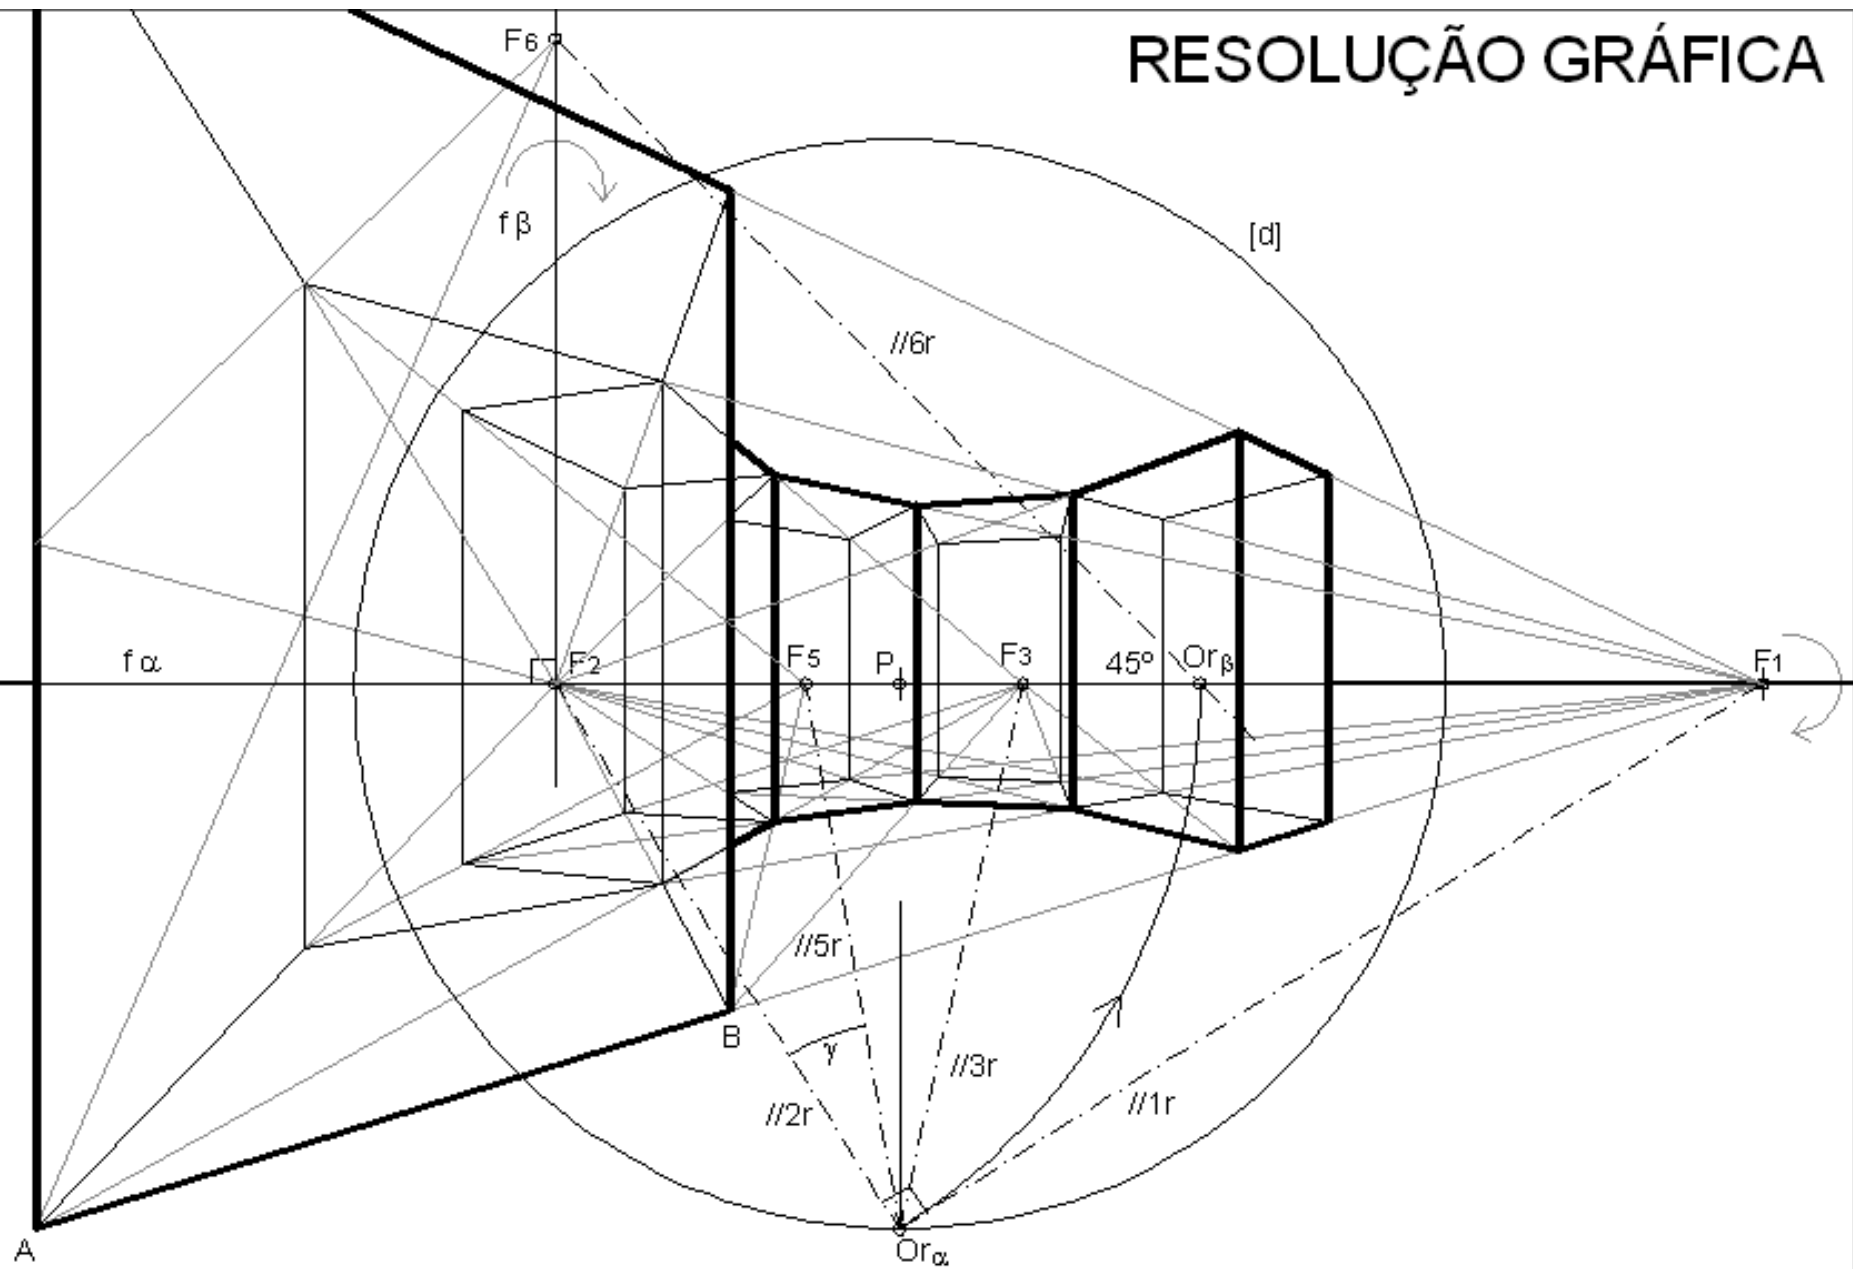 RESOLUÇÃO GRÁFICA
F6
fβ
[d]
//6r
fα
F2
F5
P
F3
45º
Orβ
F1
//5r
B
γ
//3r
//2r
//1r
A
Orα